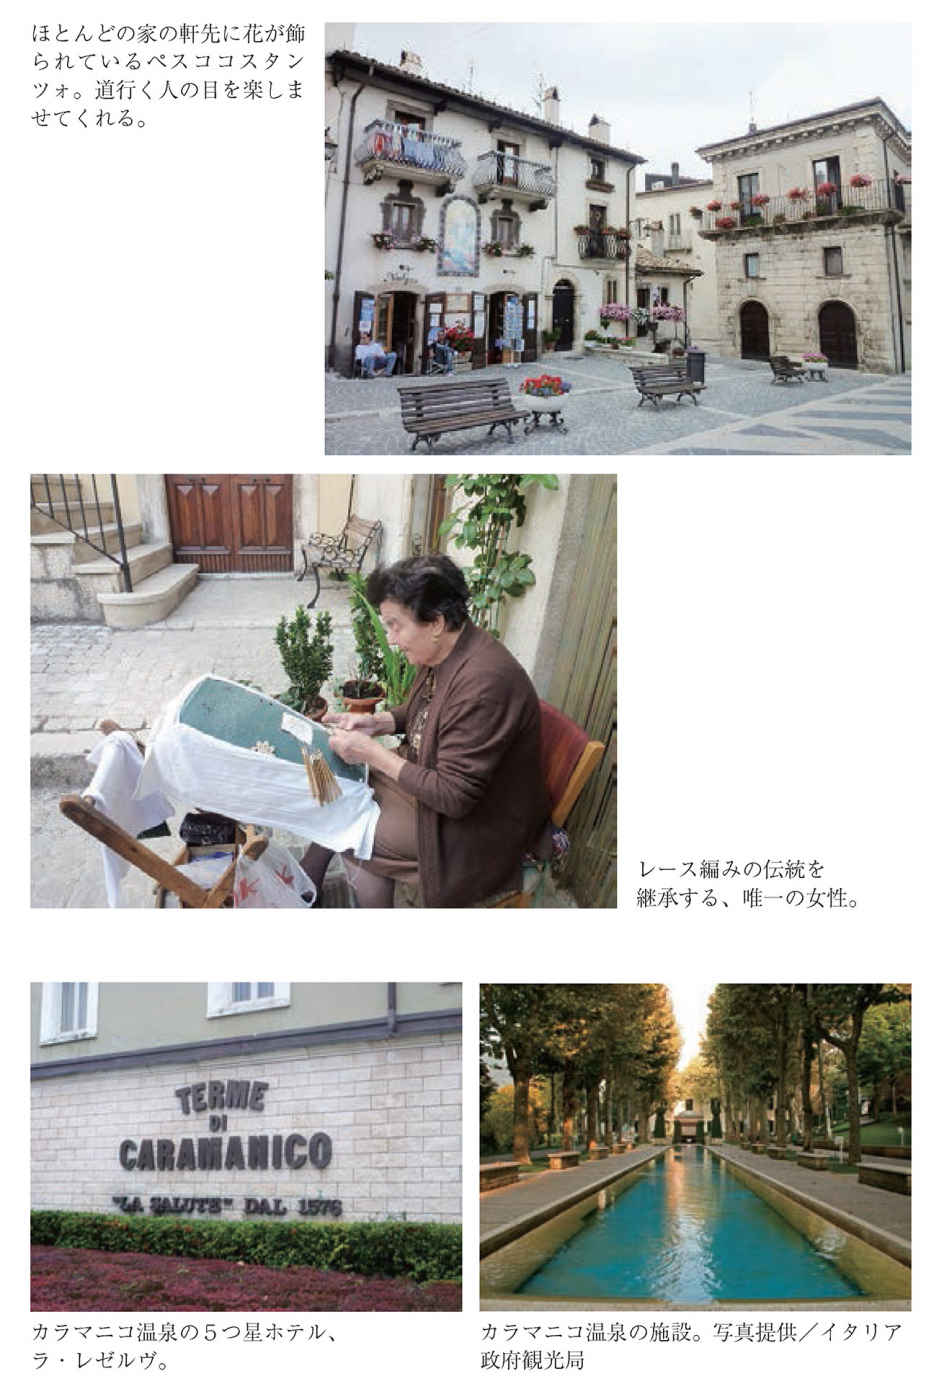 ほとんどの家の軒先に花が飾
られているペスココスタン
ツォ。道行く人の目を楽しま
せてくれる。
レース編みの伝統を
継承する、唯一の女性。
TERME
DI
CARAMANICO
"LA SALUTE" DAL 1576
カラマニコ温泉の５つ星ホテル、
ラ・レゼルヴ。
カラマニコ温泉の施設。写真提供／イタリア
政府観光局